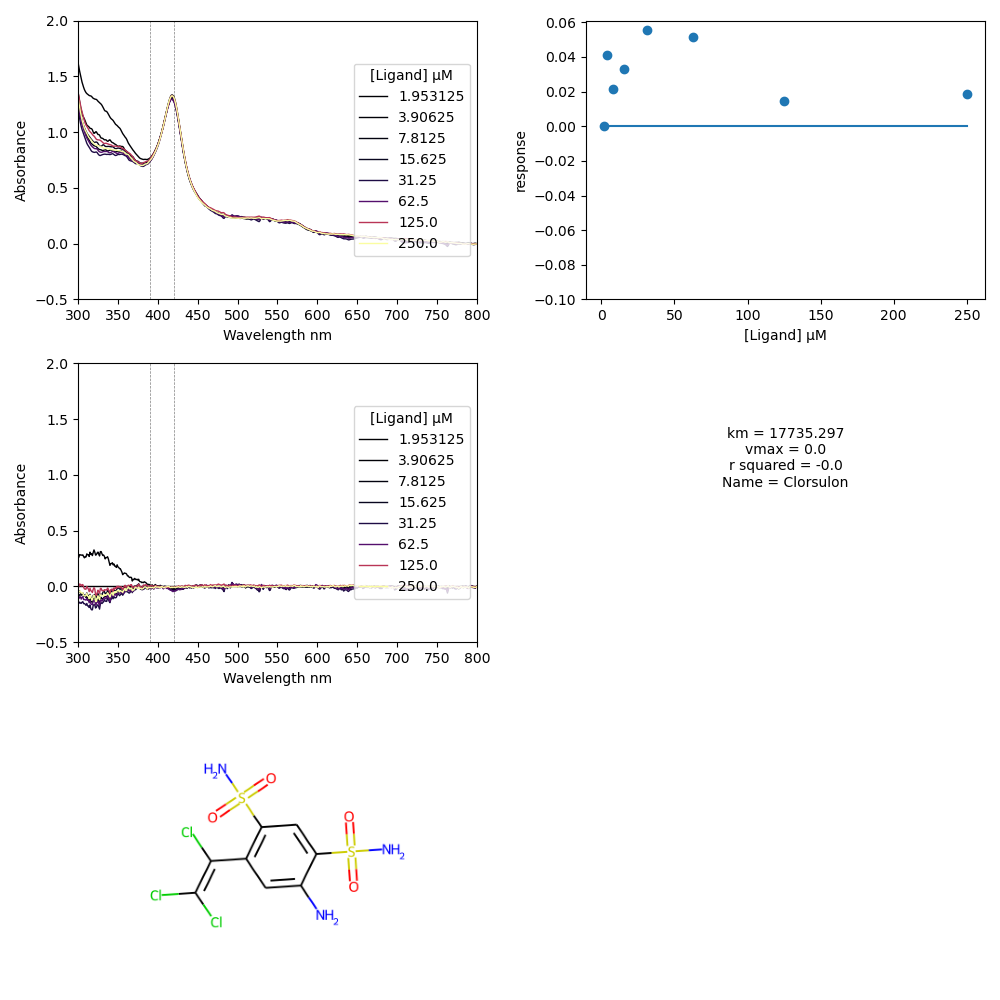 2.0
1.5
1.0
0.5
0.0
−0.5
Absorbance
300 350 400 450 500 550 600 650 700 750 800
Wavelength nm
[Ligand] μM
1.953125
3.90625
7.8125
15.625
31.25
62.5
125.0
250.0
0.06
0.04
0.02
0.00
−0.02
−0.04
−0.06
−0.08
−0.10
response
0 50 100 150 200 250
[Ligand] μM
2.0
1.5
1.0
0.5
0.0
−0.5
Absorbance
300 350 400 450 500 550 600 650 700 750 800
Wavelength nm
[Ligand] μM
1.953125
3.90625
7.8125
15.625
31.25
62.5
125.0
250.0
km = 17735.297
vmax = 0.0
r squared = -0.0
Name = Clorsulon
H2N
O
S
O
O
Cl
S
NH2
O
Cl
Cl
NH2